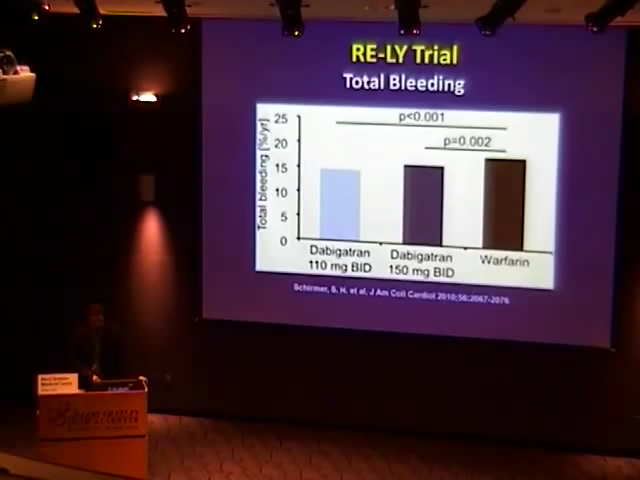 RE-LY Trial
Total Bleeding
p<0.001
p=0.002
Total bleeding [%/yr]
25
20
15
10
5
0
Dabigatran
110 mg BID
Dabigatran
150 mg BID
Warfarin
Schirmer, S. H. et al. J Am Coll Cardiol 2010;56:2067-2076